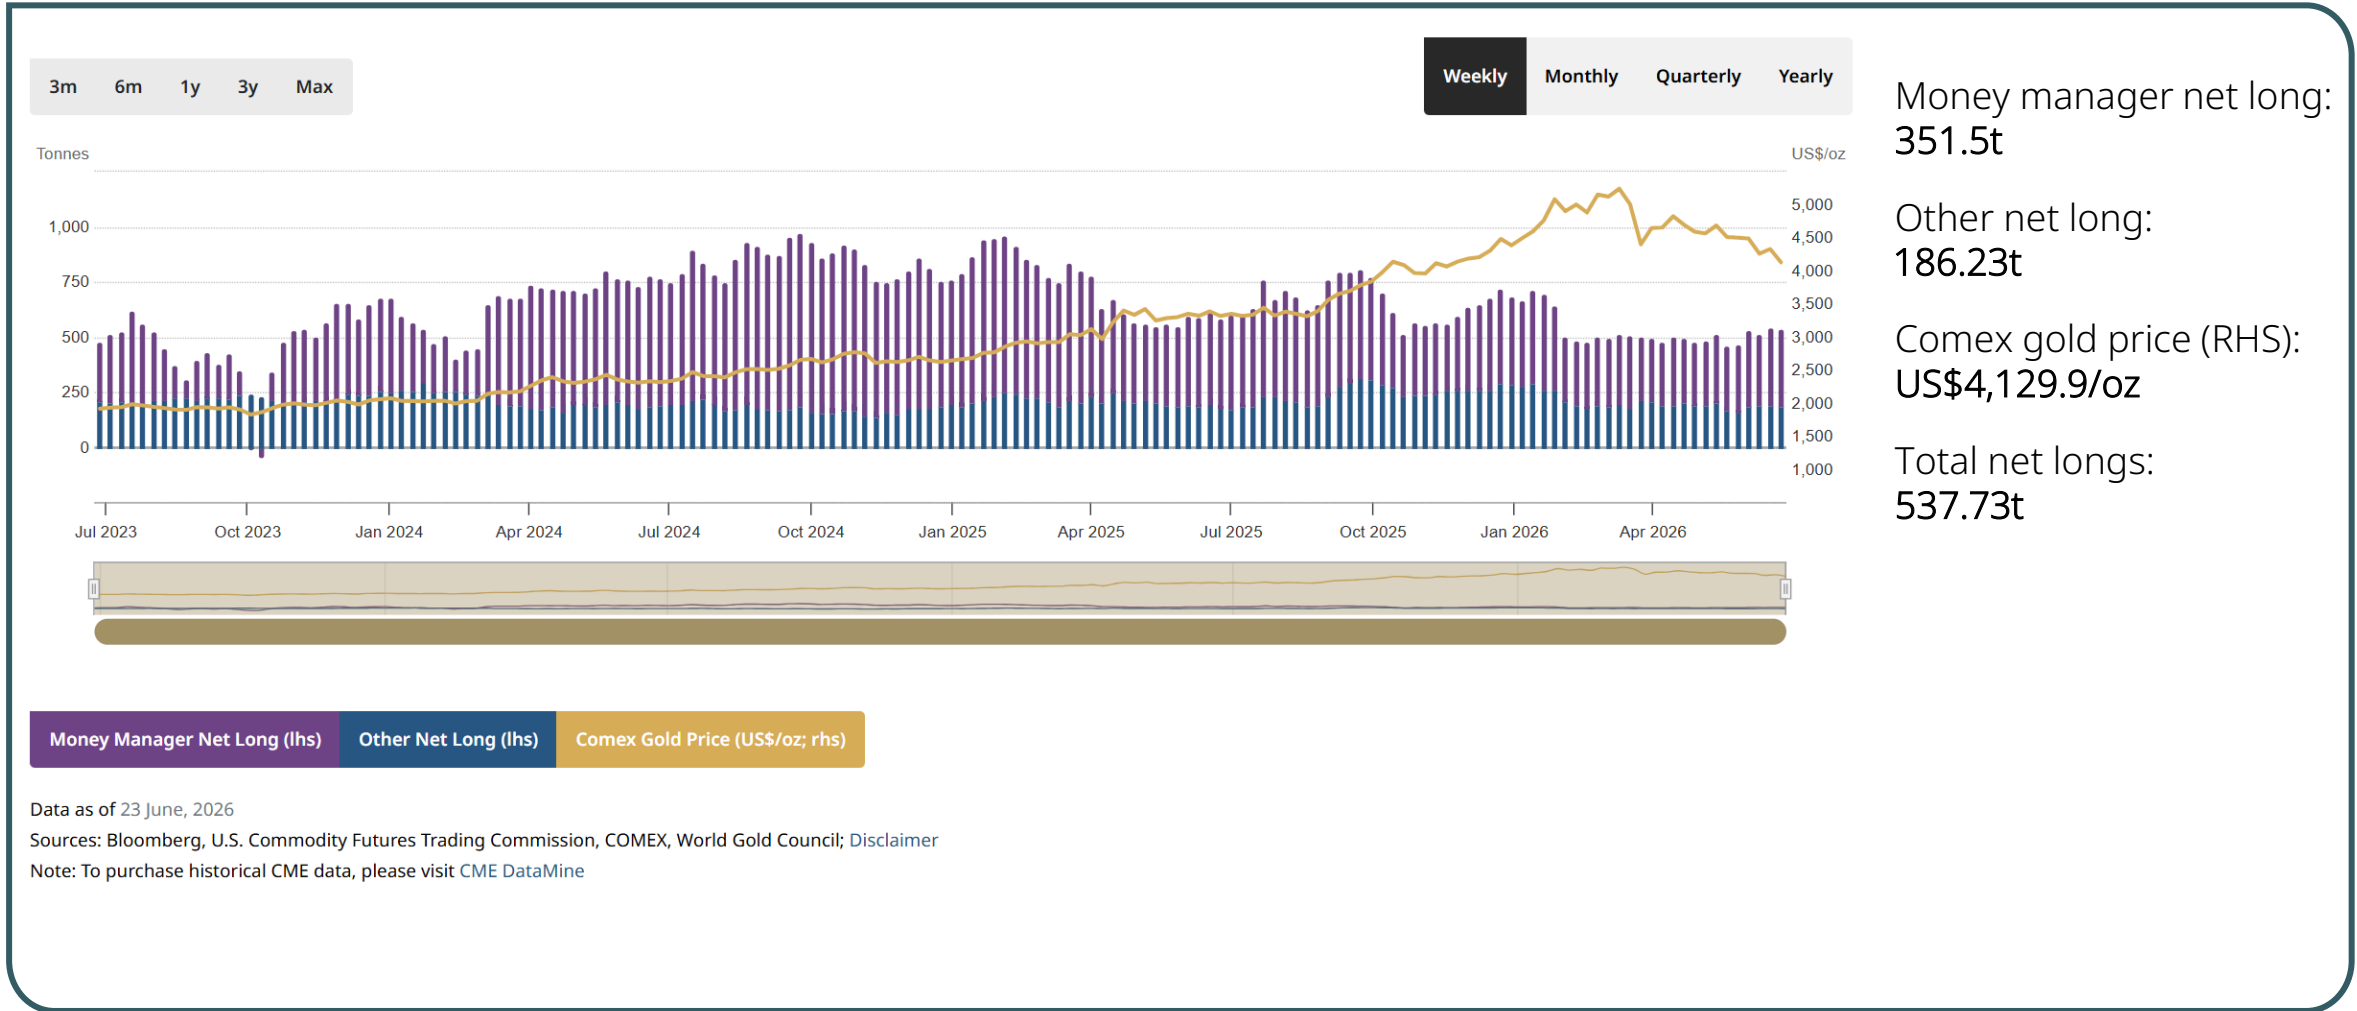 3m 6m 1y 3y Max
Weekly Monthly Quarterly Yearly
Tonnes
US$/oz
1,000
750
500
250
0
5,000
4,500
4,000
3,500
3,000
2,500
2,000
1,500
1,000
Jul 2023 Oct 2023 Jan 2024 Apr 2024 Jul 2024 Oct 2024 Jan 2025 Apr 2025 Jul 2025 Oct 2025 Jan 2026 Apr 2026
Money Manager Net Long (lhs) Other Net Long (lhs) Comex Gold Price (US$/oz; rhs)
Data as of 23 June, 2026
Sources: Bloomberg, U.S. Commodity Futures Trading Commission, COMEX, World Gold Council; Disclaimer
Note: To purchase historical CME data, please visit CME DataMine
Money manager net long:
351.5t
Other net long:
186.23t
Comex gold price (RHS):
US$4,129.9/oz
Total net longs:
537.73t